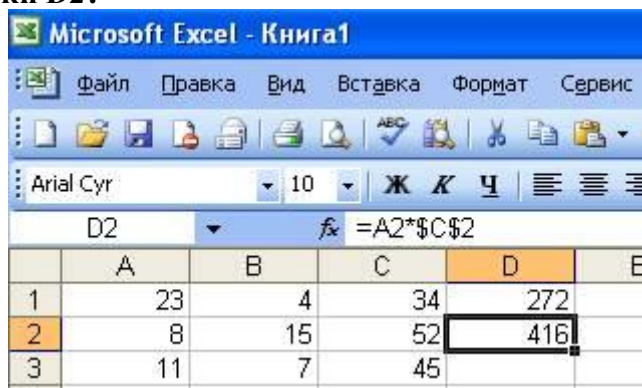 D2?
Microsoft Excel - Книга1
Файл Правка Вид Вставка Формат Сервис
Arial Cyr 10 Ж К Ч
D2 fx =A2*$C$2
A B C D E
1 23 4 34 272
2 8 15 52 416
3 11 7 45